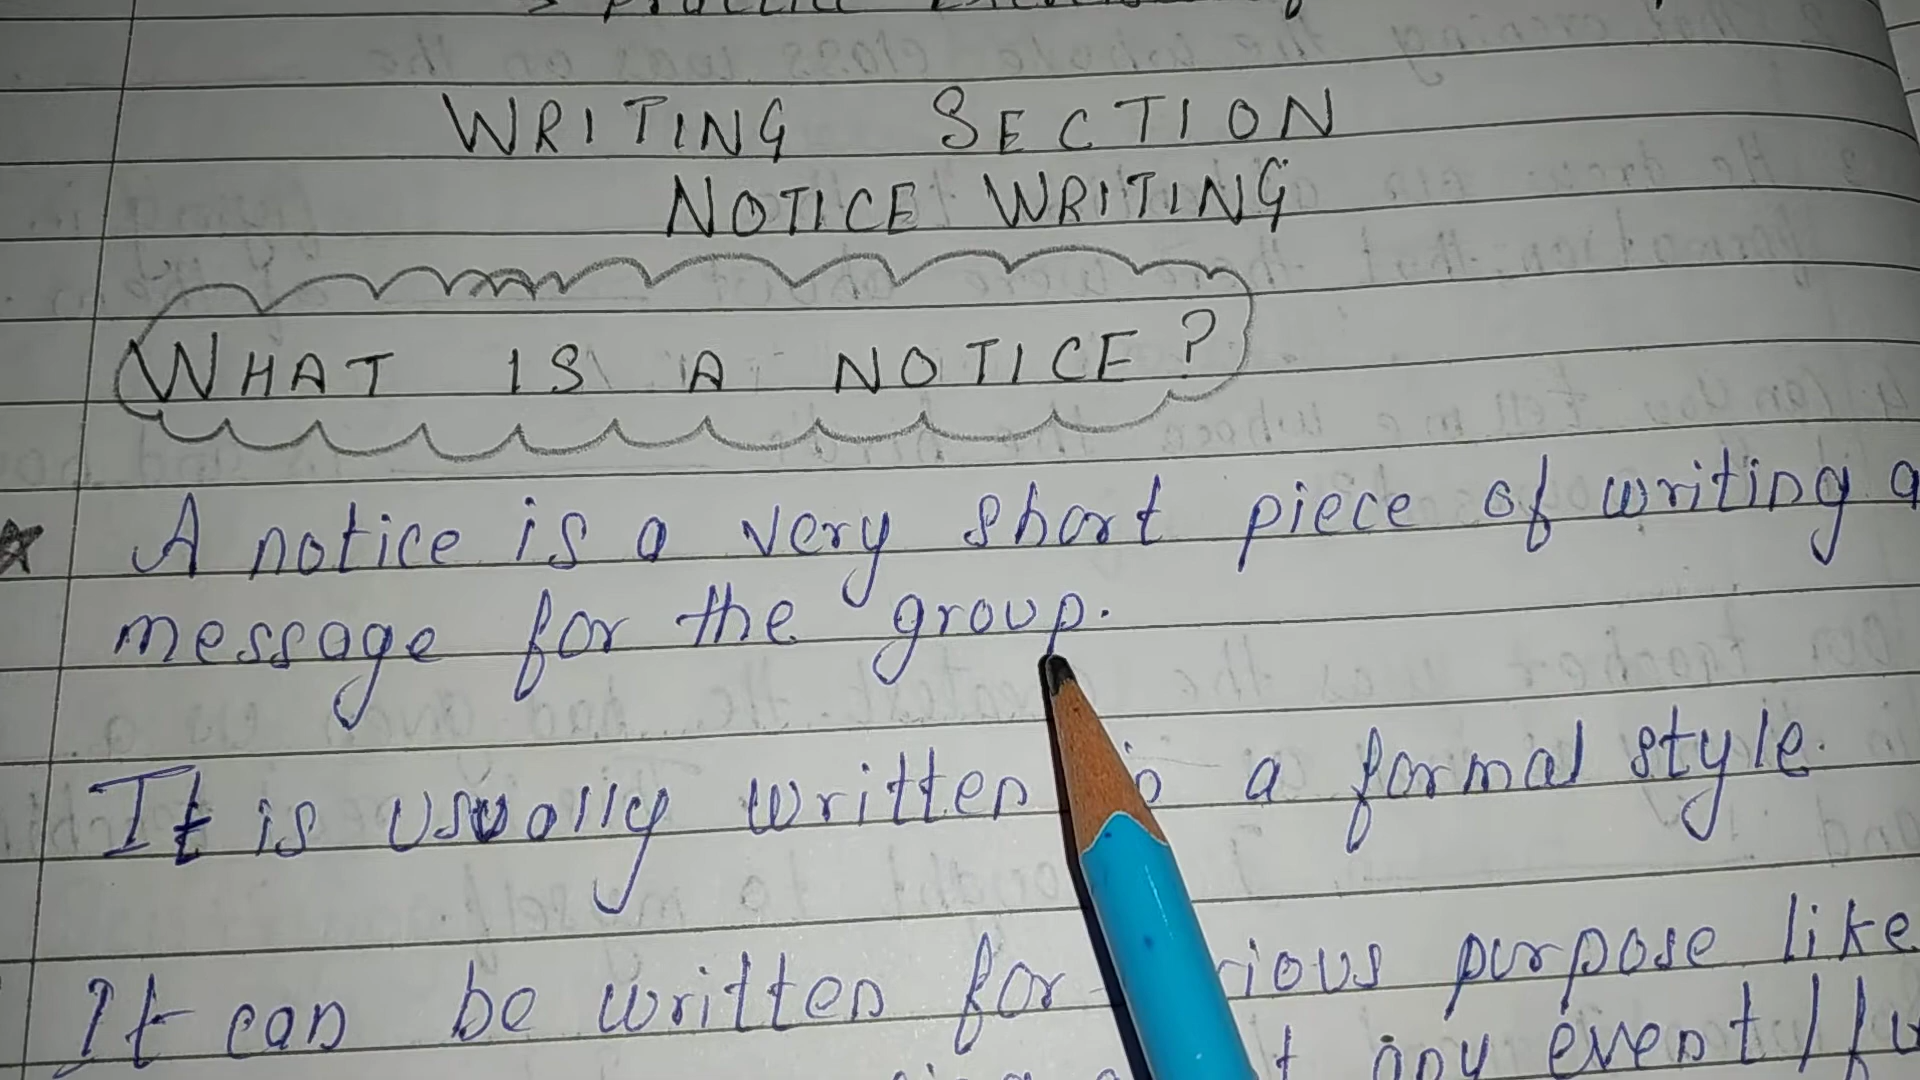 WRITING SECTION
NOTICE WRITING
WHAT IS A NOTICE?
A notice is a very short piece of writing a
message for the group.
It is usually written a formal style.
It can be written for purpose like
any event /